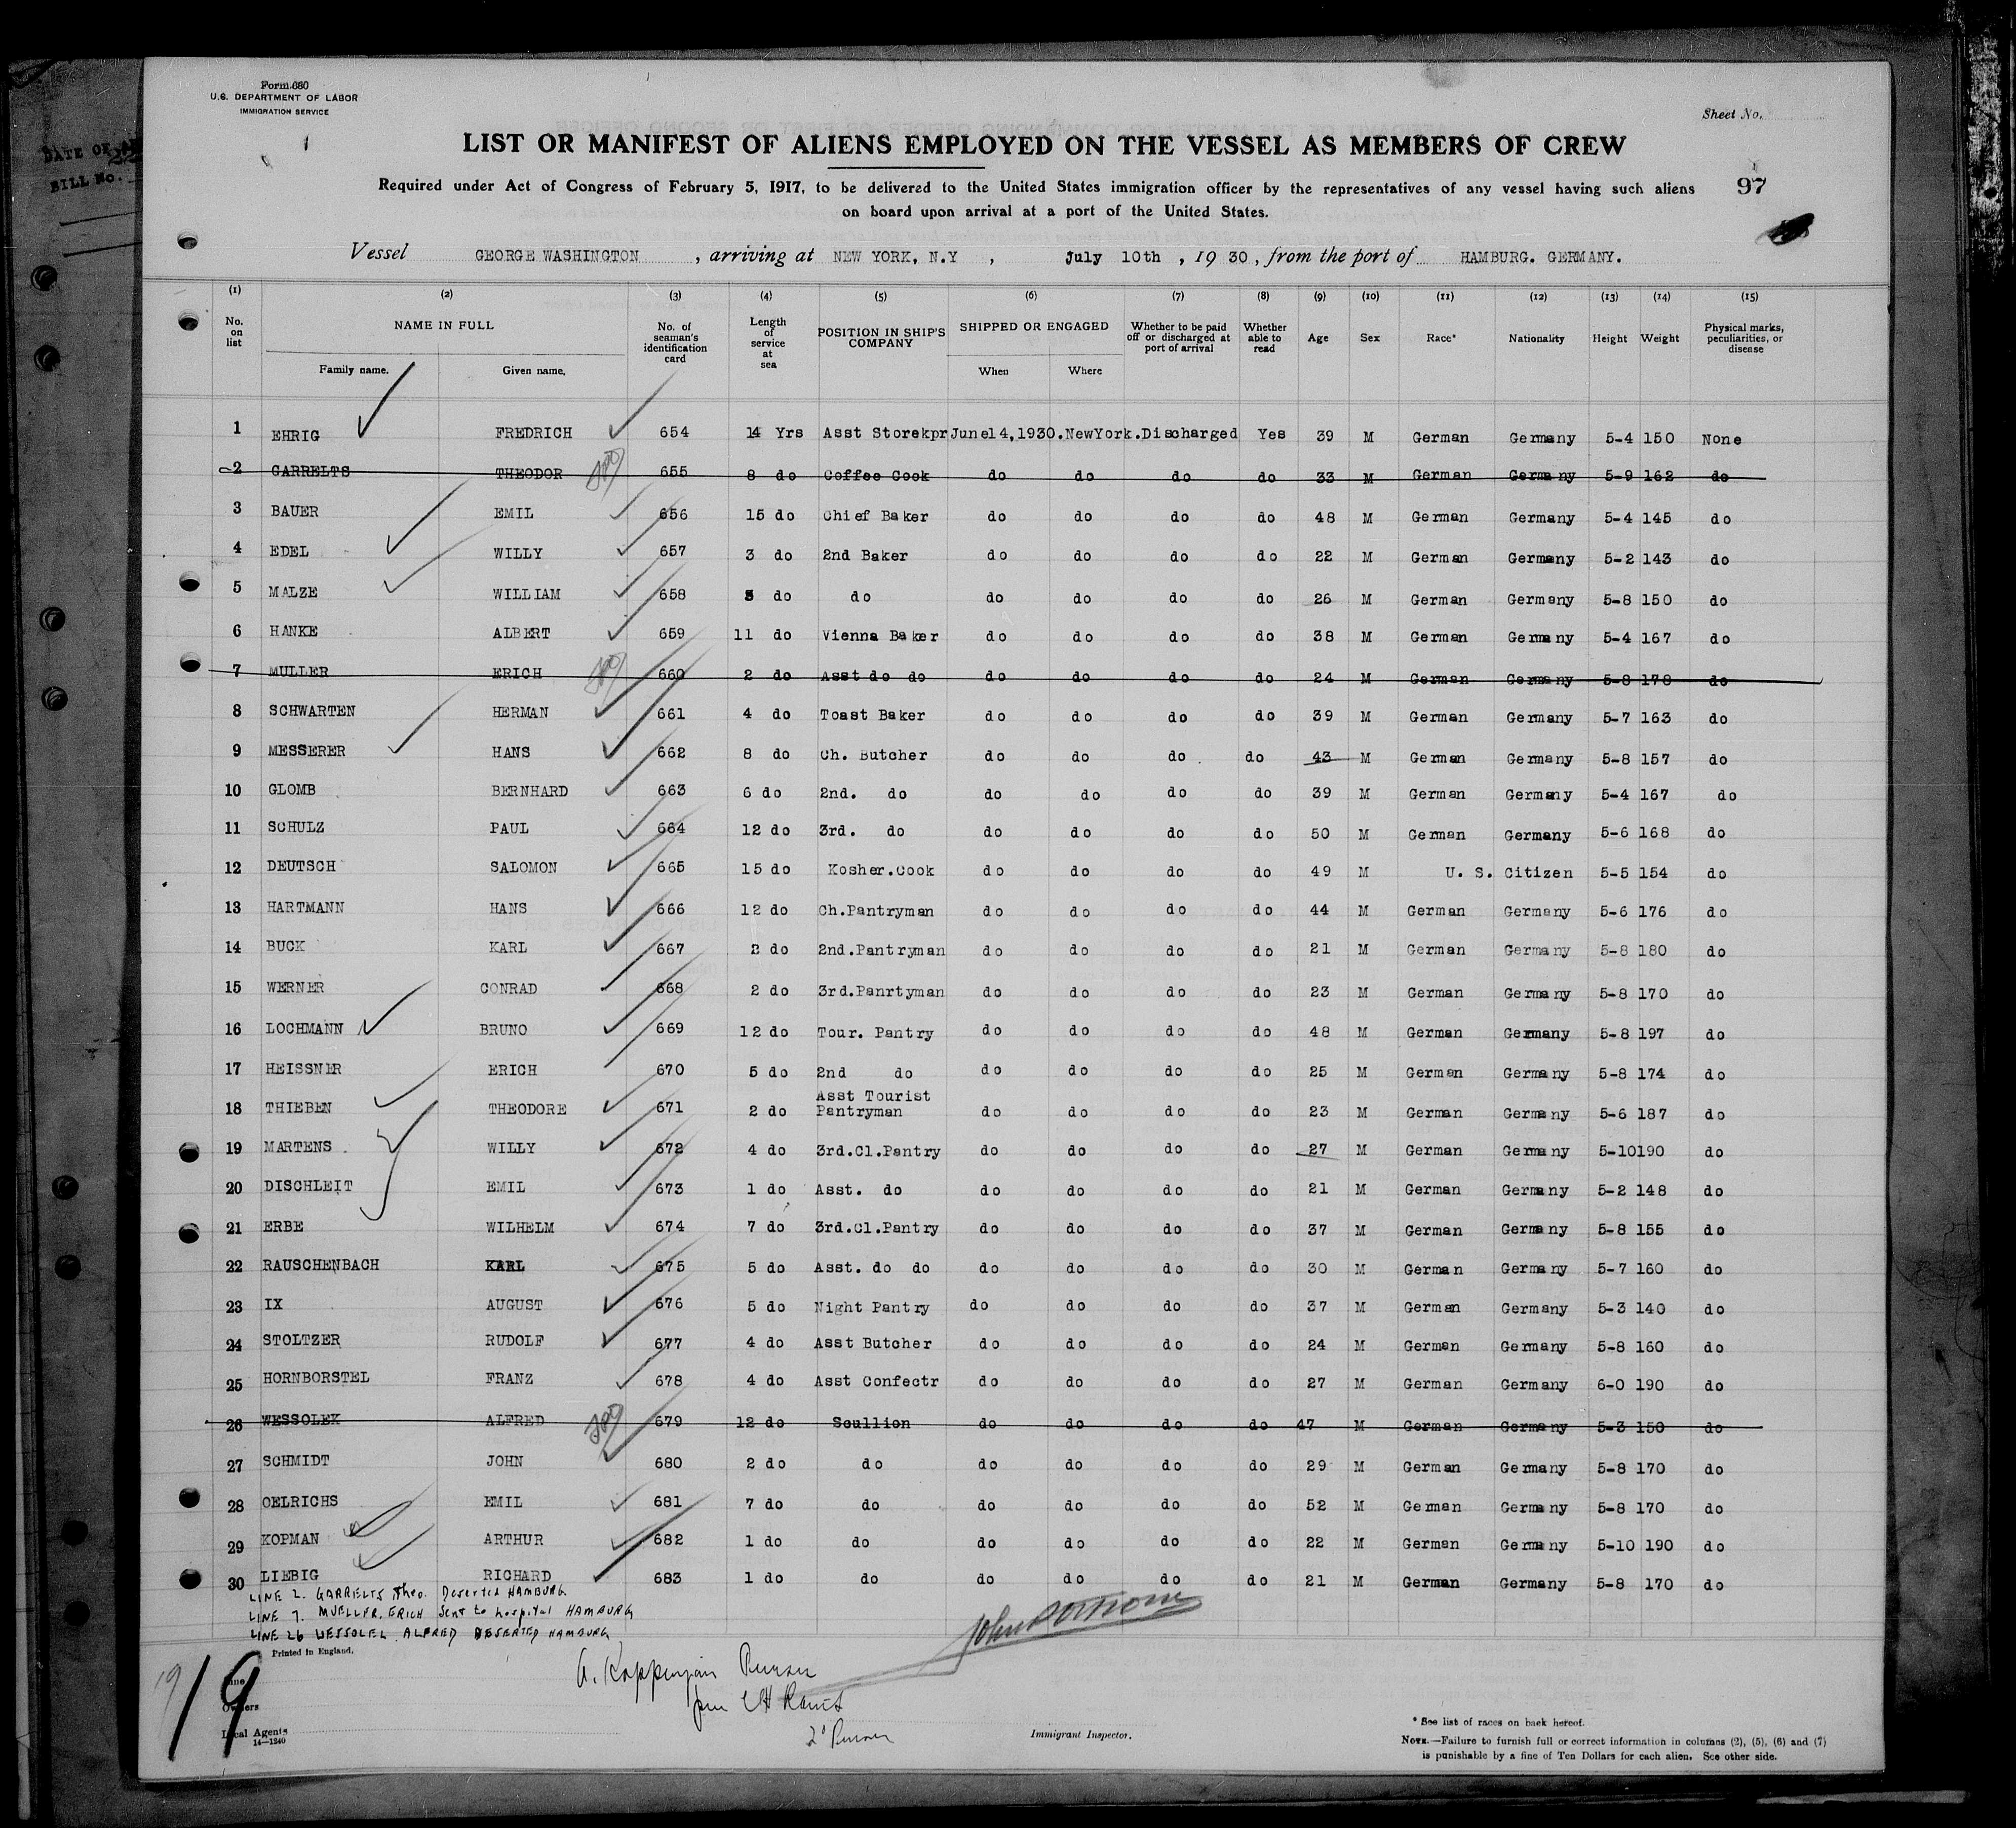 DATE OF
BILL No.
Form 680
U.S. DEPARTMENT OF LABOR
IMMIGRATION SERVICE
Sheet No.
LIST OR MANIFEST OF ALIENS EMPLOYED ON THE VESSEL AS MEMBERS OF CREW
Required under Act of Congress of February 5, 1917, to be delivered to the United States immigration officer by the representatives of any vessel having such aliens
on board upon arrival at a port of the United States.
97
Vessel GEORGE WASHINGTON , arriving at NEW YORK, N.Y , July 10th , 19 30, from the port of HAMBURG. GERMANY.
(1) (2) (3) (4) (5) (6) (7) (8) (9) (10) (11) (12) (13) (14) (15)
No. on list NAME IN FULL Family name. Given name. No. of seaman's identification card Length of service at sea POSITION IN SHIP'S COMPANY SHIPPED OR ENGAGED When Where Whether to be paid off or discharged at port of arrival Whether able to read Age Sex Race* Nationality Height Weight Physical marks, peculiarities, or disease
1 EHRIG FREDRICH 654 14 Yrs Asst Storekpr June14,1930. NewYork. Discharged Yes 39 M German Germany 5-4 150 None
2 GARRELTS THEODOR 655 8 do Coffee Cook do do do do 33 M German Germany 5-9 162 do
3 BAUER EMIL 656 15 do Chief Baker do do do do 48 M German Germany 5-4 145 do
4 EDEL WILLY 657 3 do 2nd Baker do do do do 22 M German Germany 5-2 143 do
5 MALZE WILLIAM 658 5 do do do do do do 26 M German Germany 5-8 150 do
6 HANKE ALBERT 659 11 do Vienna Baker do do do do 38 M German Germany 5-4 167 do
7 MULLER ERICH 660 2 do Asst do do do do do do 24 M German Germany 5-8 178 do
8 SCHWARTEN HERMAN 661 4 do Toast Baker do do do do 39 M German Germany 5-7 163 do
9 MESSERER HANS 662 8 do Ch. Butcher do do do do 43 M German Germany 5-8 157 do
10 GLOMB BERNHARD 663 6 do 2nd. do do do do do 39 M German Germany 5-4 167 do
11 SCHULZ PAUL 664 12 do 3rd. do do do do do 50 M German Germany 5-6 168 do
12 DEUTSCH SALOMON 665 15 do Kosher.Cook do do do do 49 M U. S. Citizen 5-5 154 do
13 HARTMANN HANS 666 12 do Ch.Pantryman do do do do 44 M German Germany 5-6 176 do
14 BUCK KARL 667 2 do 2nd.Pantryman do do do do 21 M German Germany 5-8 180 do
15 WERNER CONRAD 668 2 do 3rd.Panrtyman do do do do 23 M German Germany 5-8 170 do
16 LOCHMANN BRUNO 669 12 do Tour. Pantry do do do do 48 M German Germany 5-8 197 do
17 HEISSNER ERICH 670 5 do 2nd do do do do do 25 M German Germany 5-8 174 do
18 THIEBEN THEODORE 671 2 do Asst Tourist Pantryman do do do do 23 M German Germany 5-6 187 do
19 MARTENS WILLY 672 4 do 3rd.Cl.Pantry do do do do 27 M German Germany 5-10 190 do
20 DISCHLEIT EMIL 673 1 do Asst. do do do do do 21 M German Germany 5-2 148 do
21 ERBE WILHELM 674 7 do 3rd.Cl.Pantry do do do do 37 M German Germany 5-8 155 do
22 RAUSCHENBACH KARL 675 5 do Asst. do do do do do do 30 M German Germany 5-7 160 do
23 IX AUGUST 676 5 do Night Pantry do do do do 37 M German Germany 5-3 140 do
24 STOLTZER RUDOLF 677 4 do Asst Butcher do do do do 24 M German Germany 5-8 160 do
25 HORNBORSTEL FRANZ 678 4 do Asst Confectr do do do do 27 M German Germany 6-0 190 do
26 WESSOLEK ALFRED 679 12 do Scullion do do do do 47 M German Germany 5-3 150 do
27 SCHMIDT JOHN 680 2 do do do do do do 29 M German Germany 5-8 170 do
28 OELRICHS EMIL 681 7 do do do do do do 52 M German Germany 5-8 170 do
29 KOPMAN ARTHUR 682 1 do do do do do do 22 M German Germany 5-10 190 do
30 LIEBIG RICHARD 683 1 do do do do do do 21 M German Germany 5-8 170 do
LINE 2. GARRELTS Theo. Deserted HAMBURG
LINE 7. MUELLER. ERICH Sent to hospital HAMBURG
LINE 26 WESSOLEK ALFRED DESERTED HAMBURG
Printed in England.
19
19
Owners
Local Agents
14—1240
Purser
2d Purser
Immigrant Inspector.
* See list of races on back hereof.
NOTE.—Failure to furnish full or correct information in columns (2), (5), (6) and (7)
is punishable by a fine of Ten Dollars for each alien. See other side.